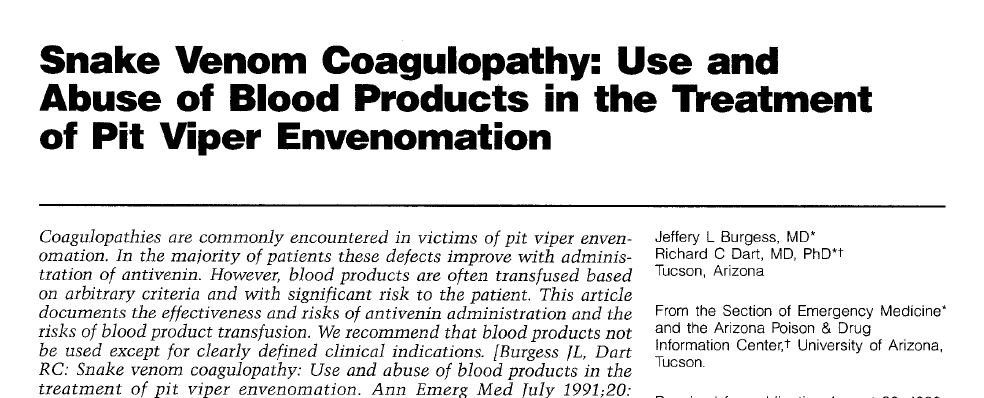 Snake Venom Coagulopathy: Use and
Abuse of Blood Products in the Treatment
of Pit Viper Envenomation
Coagulopathies are commonly encountered in victims of pit viper enven-
omation. In the majority of patients these defects improve with adminis-
tration of antivenin. However, blood products are often transfused based
on arbitrary criteria and with significant risk to the patient. This article
documents the effectiveness and risks of antivenin administration and the
risks of blood product transfusion. We recommend that blood products not
be used except for clearly defined clinical indications. [Burgess JL, Dart
RC: Snake venom coagulopathy: Use and abuse of blood products in the
treatment of pit viper envenomation. Ann Emerg Med July 1991;20:
Jeffery L Burgess, MD*
Richard C Dart, MD, PhD*†
Tucson, Arizona
From the Section of Emergency Medicine*
and the Arizona Poison & Drug
Information Center,† University of Arizona,
Tucson.